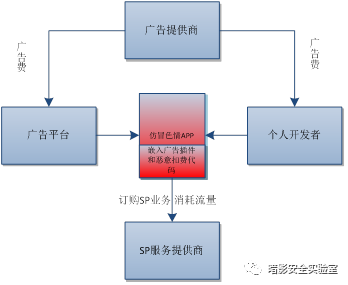 广告提供商
广告费
广告费
广告平台
仿冒色情APP
嵌入广告插件
和恶意扣费代
码
个人开发者
订购SP业务 消耗流量
SP服务提供商
暗影安全实验室